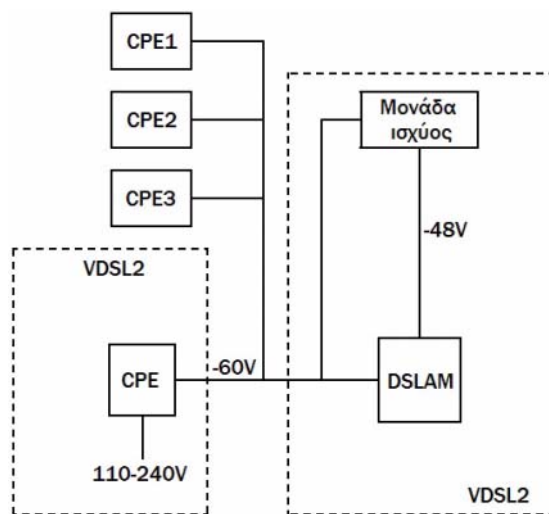 CPE1
CPE2
CPE3
Μονάδα
ισχύος
-48V
VDSL2
CPE
-60V
DSLAM
110-240V
VDSL2